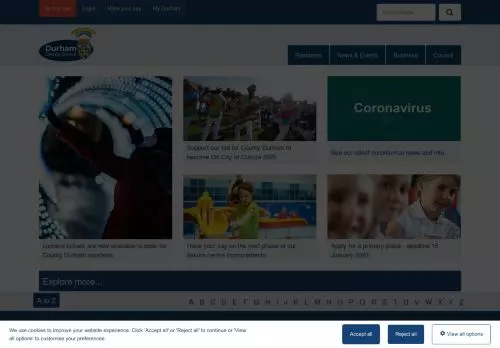 Login
Have your say
My Durham
Durham
County Council
Residents
News & Events
Business
Council
Coronavirus
Support our bid for County Durham to
become UK City of Culture 2025
See our latest coronavirus news and info
Lumiere tickets are now available to book for
County Durham residents
Have your say on the next phase of our
leisure centre improvements
Apply for a primary place - deadline 15
January 2022
Explore more...
A to Z
A B C D E F G H I J K L M N O P Q R S T U V W X Y Z
We use cookies to improve your website experience. Click 'Accept all' or 'Reject all' to continue or 'View
all options' to customise your preferences.
Accept all
Reject all
View all options